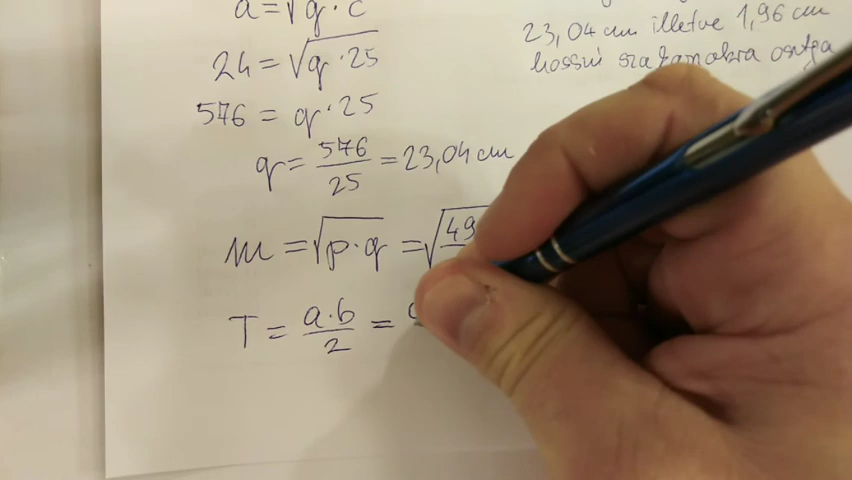 a = √q · c
24 = √q · 25
576 = q · 25
q = 576/25 = 23,04 cm
m = √p · q = √49
T = a · b/2 =
23,04 cm illetve 1,96 cm
hosszú szakaszokra osztja